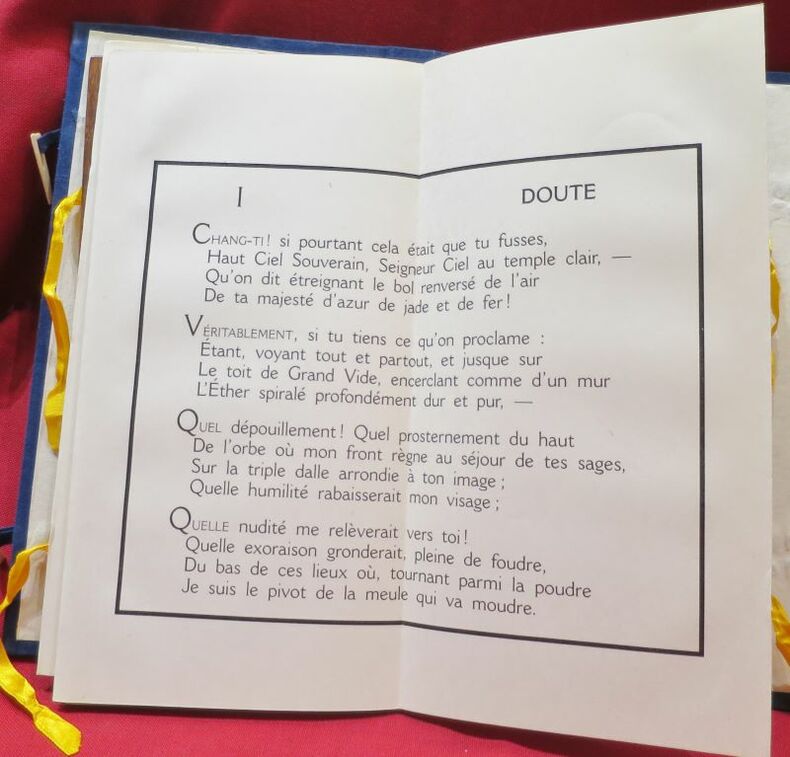 I DOUTE
CHANG-TI! si pourtant cela était que tu fusses,
Haut Ciel Souverain, Seigneur Ciel au temple clair, —
Qu'on dit étreignant le bol renversé de l'air
De ta majesté d'azur de jade et de fer!
VÉRITABLEMENT, si tu tiens ce qu'on proclame :
Étant, voyant tout et partout, et jusque sur
Le toit de Grand Vide, encerclant comme d'un mur
L'Éther spiralé profondément dur et pur, —
QUEL dépouillement! Quel prosternement du haut
De l'orbe où mon front règne au séjour de tes sages,
Sur la triple dalle arrondie à ton image ;
Quelle humilité rabaisserait mon visage ;
QUELLE nudité me relèverait vers toi!
Quelle exoraison gronderait, pleine de foudre,
Du bas de ces lieux où, tournant parmi la poudre
Je suis le pivot de la meule qui va moudre.